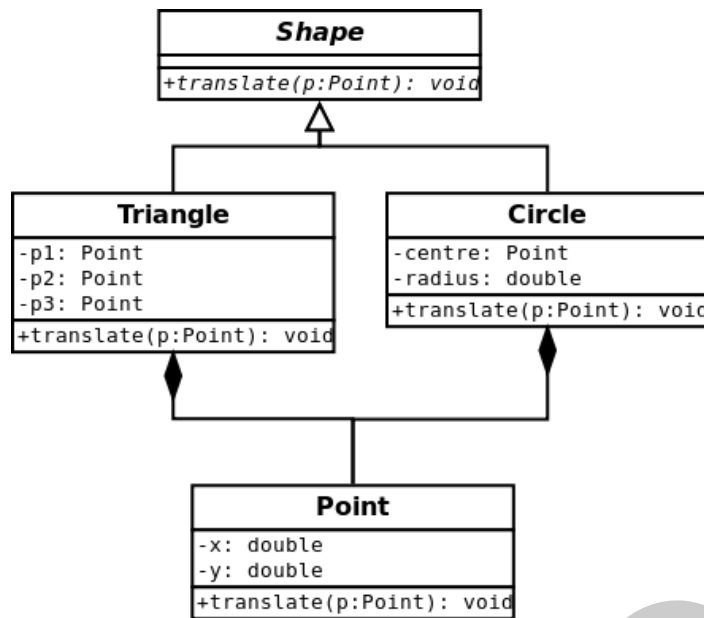 Shape
+translate(p:Point): void
Triangle
-p1: Point
-p2: Point
-p3: Point
+translate(p:Point): void
Circle
-centre: Point
-radius: double
+translate(p:Point): void
Point
-x: double
-y: double
+translate(p:Point): void